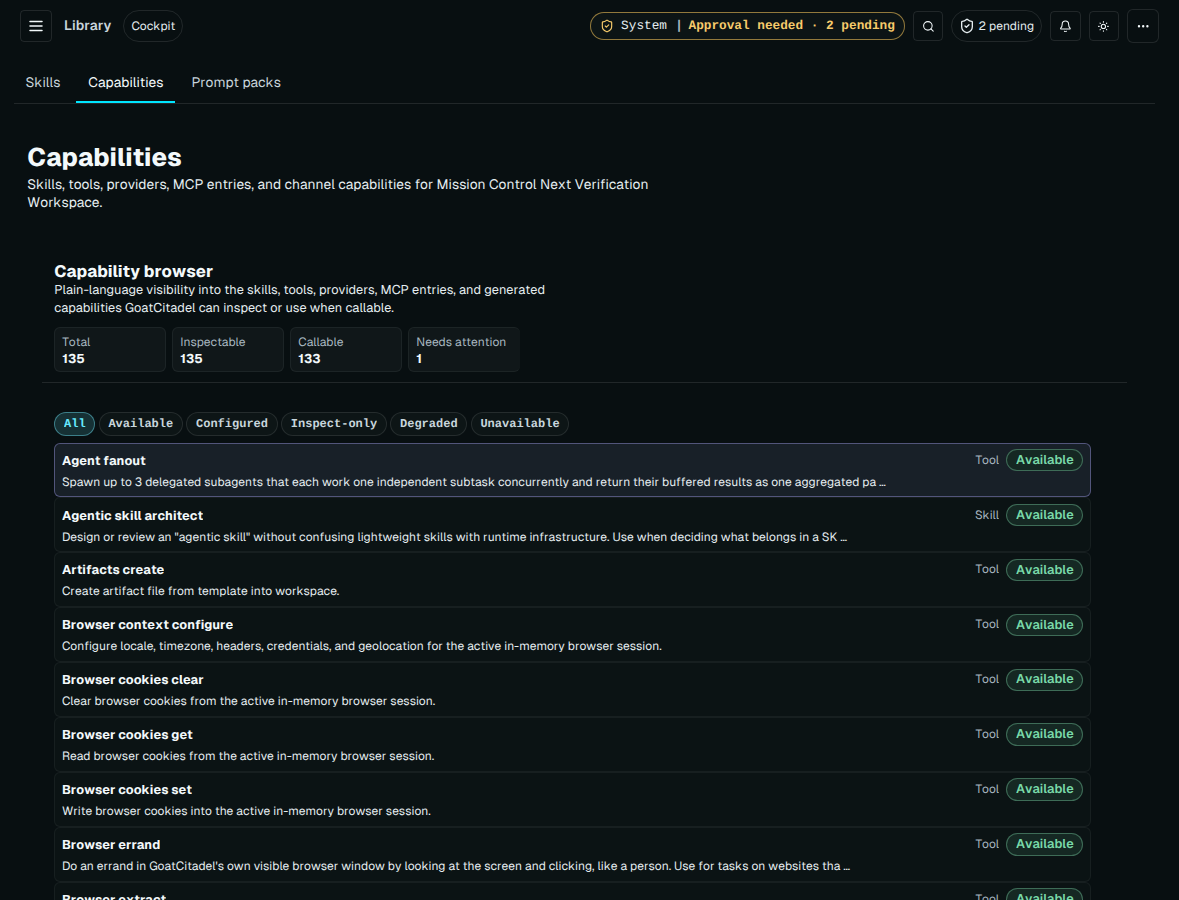 Library
Cockpit
System | Approval needed · 2 pending
2 pending
Skills
Capabilities
Prompt packs
Capabilities
Skills, tools, providers, MCP entries, and channel capabilities for Mission Control Next Verification
Workspace.
Capability browser
Plain-language visibility into the skills, tools, providers, MCP entries, and generated
capabilities GoatCitadel can inspect or use when callable.
Total
135
Inspectable
135
Callable
133
Needs attention
1
All
Available
Configured
Inspect-only
Degraded
Unavailable
Agent fanout
Tool
Available
Spawn up to 3 delegated subagents that each work one independent subtask concurrently and return their buffered results as one aggregated pa ...
Agentic skill architect
Skill
Available
Design or review an "agentic skill" without confusing lightweight skills with runtime infrastructure. Use when deciding what belongs in a SK ...
Artifacts create
Tool
Available
Create artifact file from template into workspace.
Browser context configure
Tool
Available
Configure locale, timezone, headers, credentials, and geolocation for the active in-memory browser session.
Browser cookies clear
Tool
Available
Clear browser cookies from the active in-memory browser session.
Browser cookies get
Tool
Available
Read browser cookies from the active in-memory browser session.
Browser cookies set
Tool
Available
Write browser cookies into the active in-memory browser session.
Browser errand
Tool
Available
Do an errand in GoatCitadel's own visible browser window by looking at the screen and clicking, like a person. Use for tasks on websites tha ...
Browser extract
Tool
Available